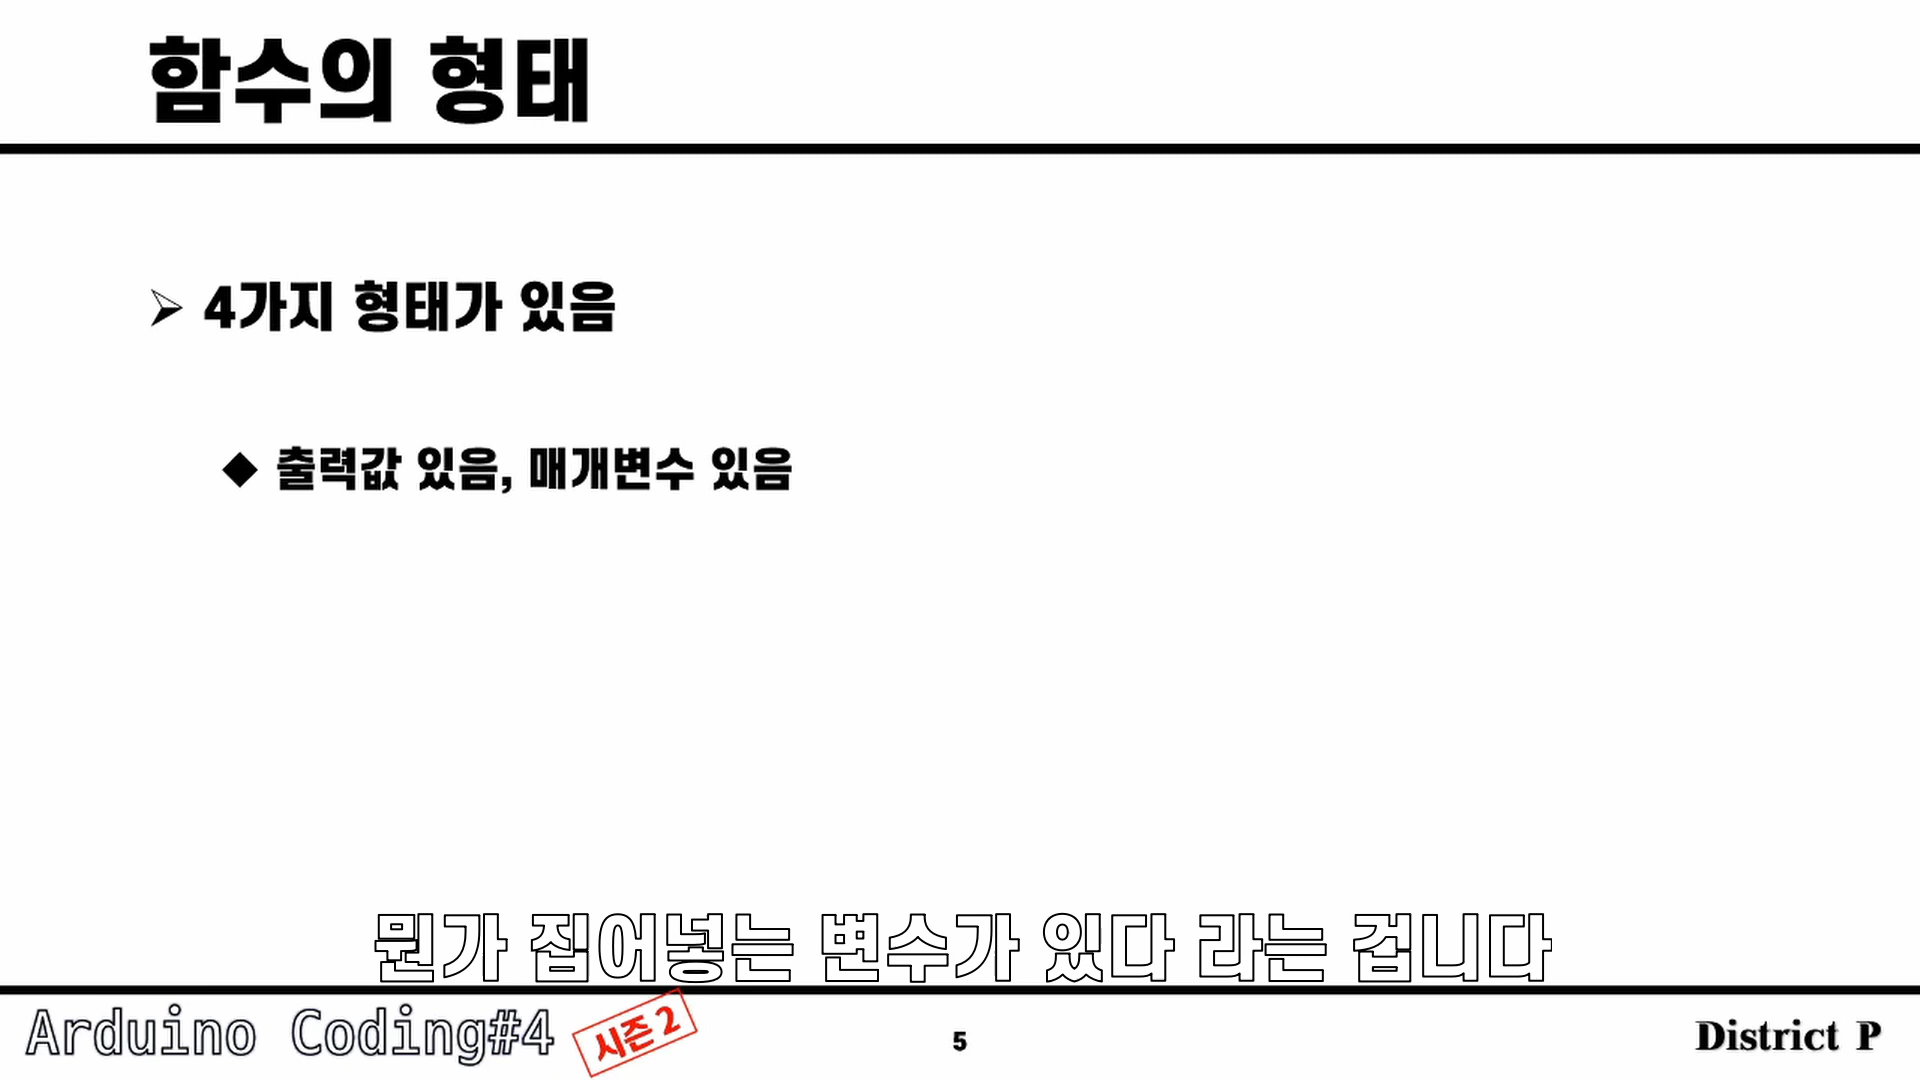 함수의 형태
➢ 4가지 형태가 있음
◆ 출력값 있음, 매개변수 있음
뭔가 집어넣는 변수가 있다 라는 겁니다
Arduino Coding#4 시즌 2
5
District P